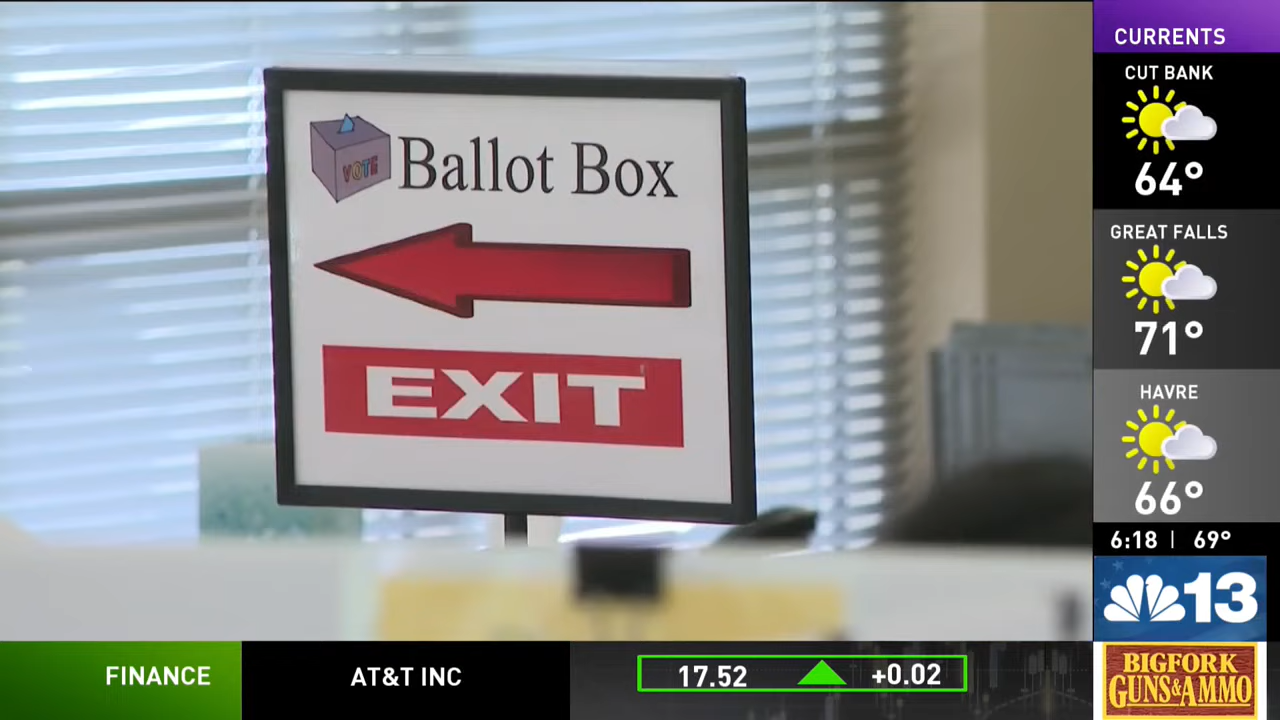 VOTE
Ballot Box
EXIT
CURRENTS
CUT BANK
64°
GREAT FALLS
71°
HAVRE
66°
6:18 | 69°
13
FINANCE
AT&T INC
17.52
+0.02
BIGFORK
GUNS&AMMO